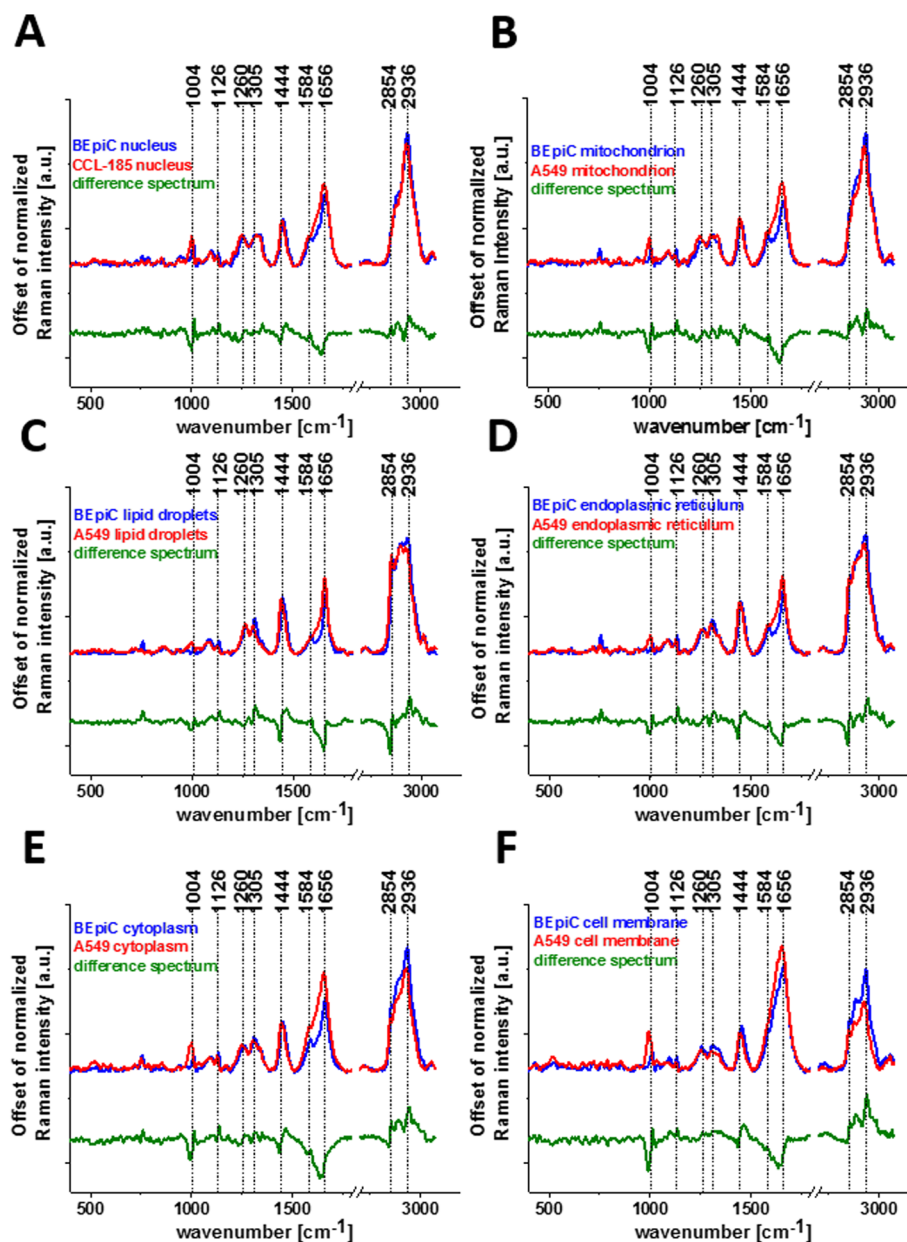 A
1004
1126
1260
1305
1444
1584
1656
2854
2936
BEpiC nucleus
CCL-185 nucleus
difference spectrum
Offset of normalized
Raman intensity [a.u.]
500
1000
1500
3000
wavenumber [cm-1]
B
1004
1126
1260
1305
1444
1584
1656
2854
2936
BEpiC mitochondrion
A549 mitochondrion
difference spectrum
Offset of normalized
Raman Intensity [a.u.]
500
1000
1500
3000
wavenumber [cm-1]
C
1004
1126
1260
1305
1444
1584
1656
2854
2936
BEpiC lipid droplets
A549 lipid droplets
difference spectrum
Offset of normalized
Raman intensity [a.u.]
500
1000
1500
3000
wavenumber [cm-1]
D
1004
1126
1260
1305
1444
1584
1656
2854
2936
BEpiC endoplasmic reticulum
A549 endoplasmic reticulum
difference spectrum
Offset of normalized
Raman intensity [a.u.]
500
1000
1500
3000
wavenumber [cm-1]
E
1004
1126
1260
1305
1444
1584
1656
2854
2936
BEpiC cytoplasm
A549 cytoplasm
difference spectrum
Offset of normalized
Raman intensity [a.u.]
500
1000
1500
3000
wavenumber [cm-1]
F
1004
1126
1260
1305
1444
1584
1656
2854
2936
BEpiC cell membrane
A549 cell membrane
difference spectrum
Offset of normalized
Raman intensity [a.u.]
500
1000
1500
3000
wavenumber [cm-1]